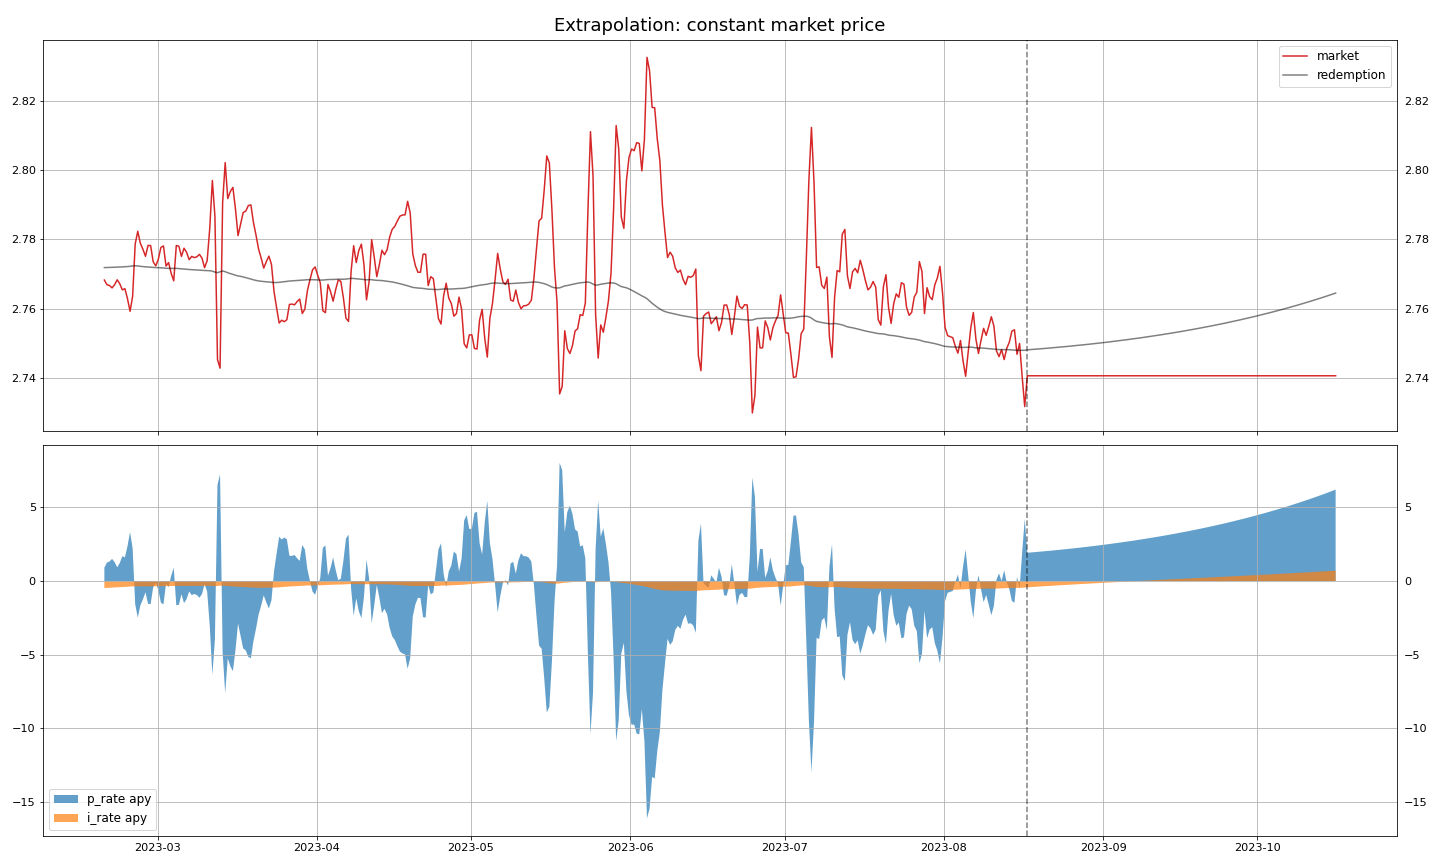 Extrapolation: constant market price
market
redemption
2.82 2.82
2.80 2.80
2.78 2.78
2.76 2.76
2.74 2.74
5 5
0 0
−5 −5
−10 −10
−15 −15
p_rate apy
i_rate apy
2023-03 2023-04 2023-05 2023-06 2023-07 2023-08 2023-09 2023-10